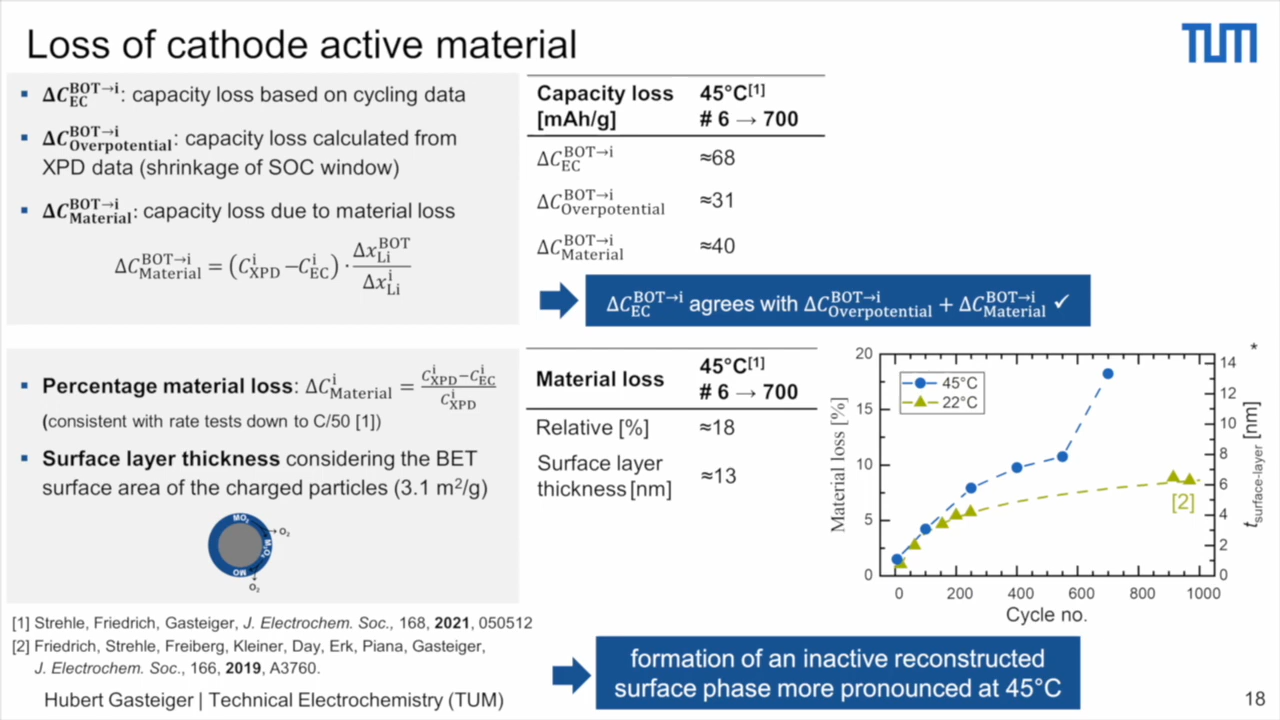 Loss of cathode active material
TUM
▪ ΔC_EC^BOT→i: capacity loss based on cycling data
▪ ΔC_Overpotential^BOT→i: capacity loss calculated from
XPD data (shrinkage of SOC window)
▪ ΔC_Material^BOT→i: capacity loss due to material loss
ΔC_Material^BOT→i = (C_XPD^i − C_EC^i) · Δx_Li^BOT / Δx_Li^i
Capacity loss 45°C[1]
[mAh/g] # 6 → 700
ΔC_EC^BOT→i ≈68
ΔC_Overpotential^BOT→i ≈31
ΔC_Material^BOT→i ≈40
ΔC_EC^BOT→i agrees with ΔC_Overpotential^BOT→i + ΔC_Material^BOT→i ✓
▪ Percentage material loss: ΔC_Material^i = (C_XPD^i − C_EC^i) / C_XPD^i
(consistent with rate tests down to C/50 [1])
▪ Surface layer thickness considering the BET
surface area of the charged particles (3.1 m²/g)
MO₂
O₂
M₃O₄
MO
O₂
Material loss 45°C[1]
# 6 → 700
Relative [%] ≈18
Surface layer
thickness [nm] ≈13
Material loss [%]
20
15
10
5
0
45°C
22°C
[2]
*
14
12
10
8
6
4
2
0
t_surface-layer [nm]
0 200 400 600 800 1000
Cycle no.
[1] Strehle, Friedrich, Gasteiger, J. Electrochem. Soc., 168, 2021, 050512
[2] Friedrich, Strehle, Freiberg, Kleiner, Day, Erk, Piana, Gasteiger,
J. Electrochem. Soc., 166, 2019, A3760.
formation of an inactive reconstructed
surface phase more pronounced at 45°C
Hubert Gasteiger | Technical Electrochemistry (TUM)
18